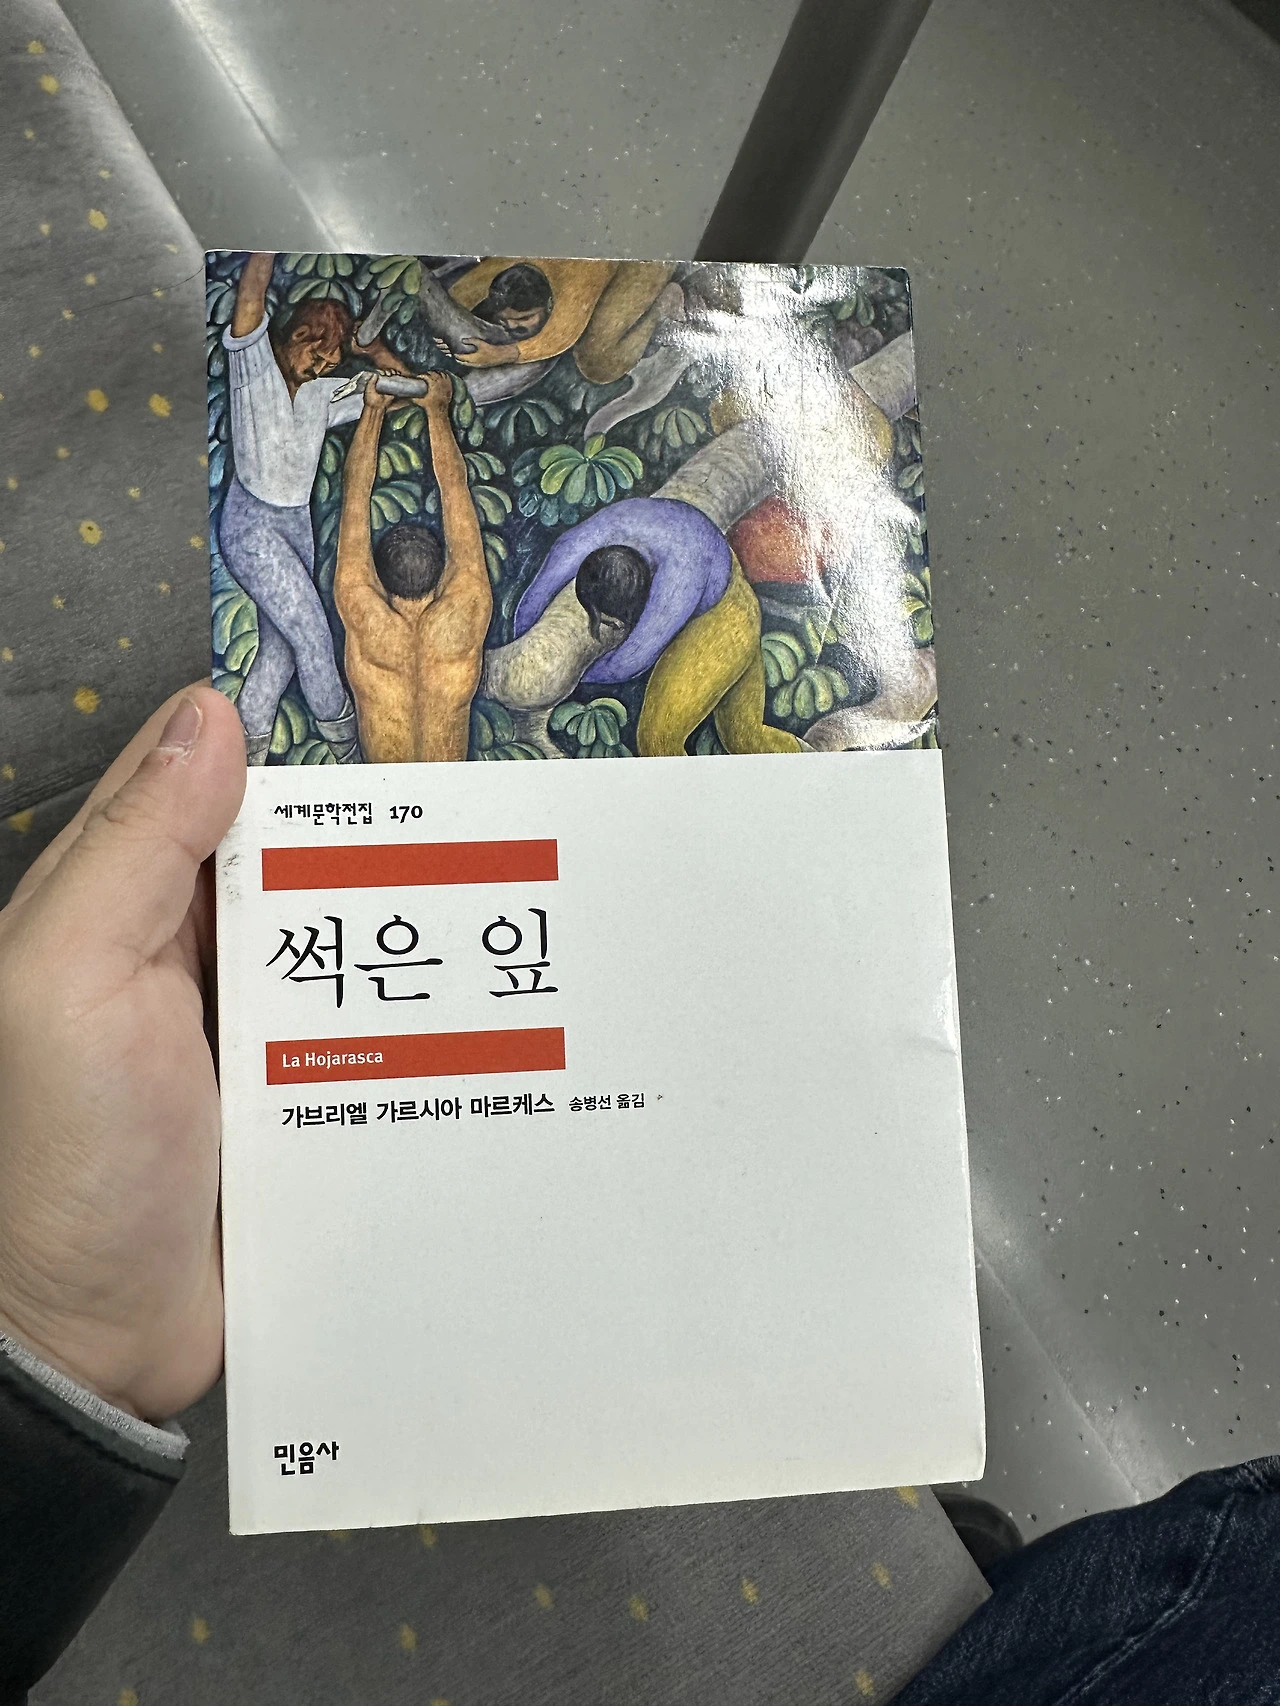 세계문학전집 170
썩은 잎
La Hojarasca
가브리엘 가르시아 마르케스 송병선 옮김
민음사